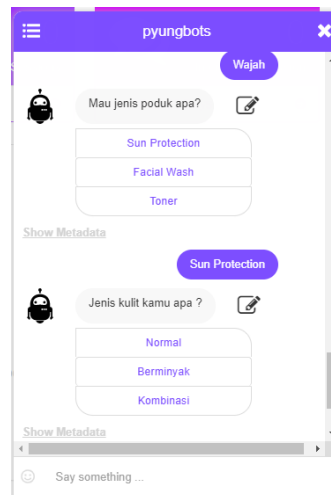 pyungbots
Wajah
Mau jenis poduk apa?
Sun Protection
Facial Wash
Toner
Show Metadata
Sun Protection
Jenis kulit kamu apa ?
Normal
Berminyak
Kombinasi
Show Metadata
Say something ...